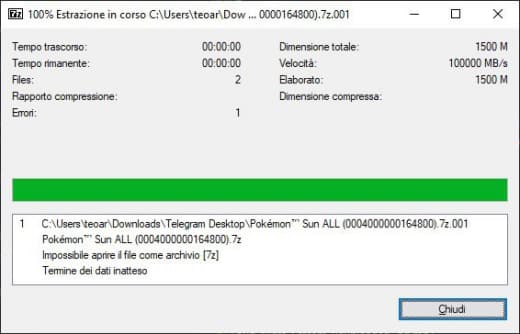 7z 100% Estrazione in corso C:\Users\teoar\Dow ... 0000164800).7z.001
Tempo trascorso: 00:00:00
Dimensione totale: 1500 M
Tempo rimanente: 00:00:00
Velocità: 100000 MB/s
Files: 2
Elaborato: 1500 M
Rapporto compressione:
Dimensione compressa:
Errori: 1
1 C:\Users\teoar\Downloads\Telegram Desktop\Pokémon™ Sun ALL (0004000000164800).7z.001
Pokémon™ Sun ALL (0004000000164800).7z
Impossibile aprire il file come archivio [7z]
Termine dei dati inatteso
Chiudi